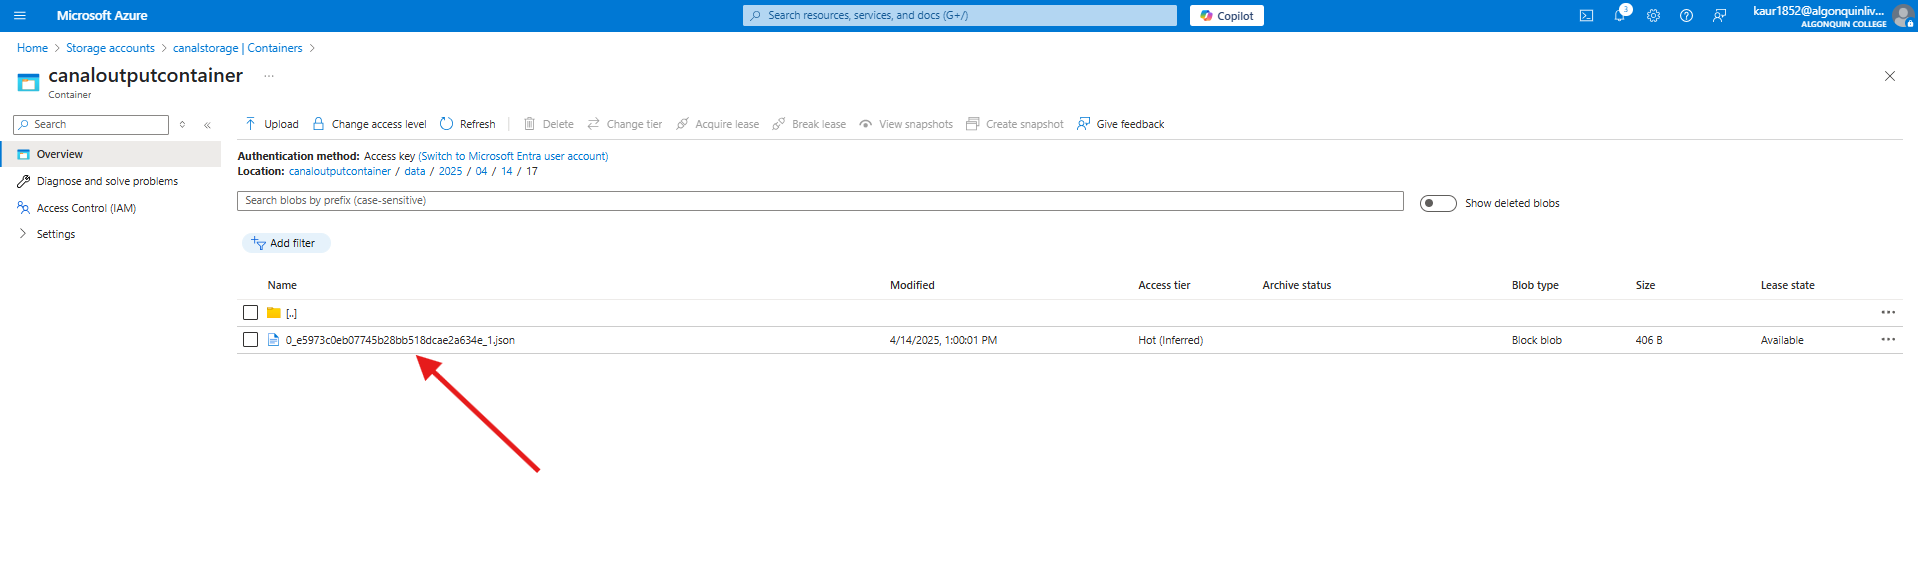 Microsoft Azure
Search resources, services, and docs (G+/)
Copilot
3
kaur1852@algonquinliv...
ALGONQUIN COLLEGE
Home > Storage accounts > canalstorage | Containers >
canaloutputcontainer ...
Container
Search
Overview
Diagnose and solve problems
Access Control (IAM)
Settings
Upload Change access level Refresh Delete Change tier Acquire lease Break lease View snapshots Create snapshot Give feedback
Authentication method: Access key (Switch to Microsoft Entra user account)
Location: canaloutputcontainer / data / 2025 / 04 / 14 / 17
Search blobs by prefix (case-sensitive)
Show deleted blobs
Add filter
Name Modified Access tier Archive status Blob type Size Lease state
[..]
0_e5973c0eb07745b28bb518dcae2a634e_1.json 4/14/2025, 1:00:01 PM Hot (Inferred) Block blob 406 B Available